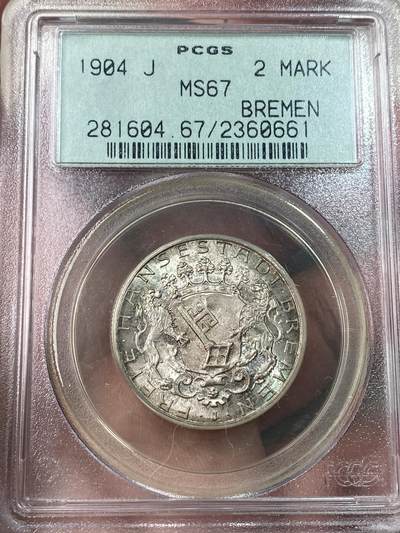 PCGS
1904 J 2 MARK
MS67
BREMEN
281604.67/2360661
FREIE HANSESTADT BREMEN
J